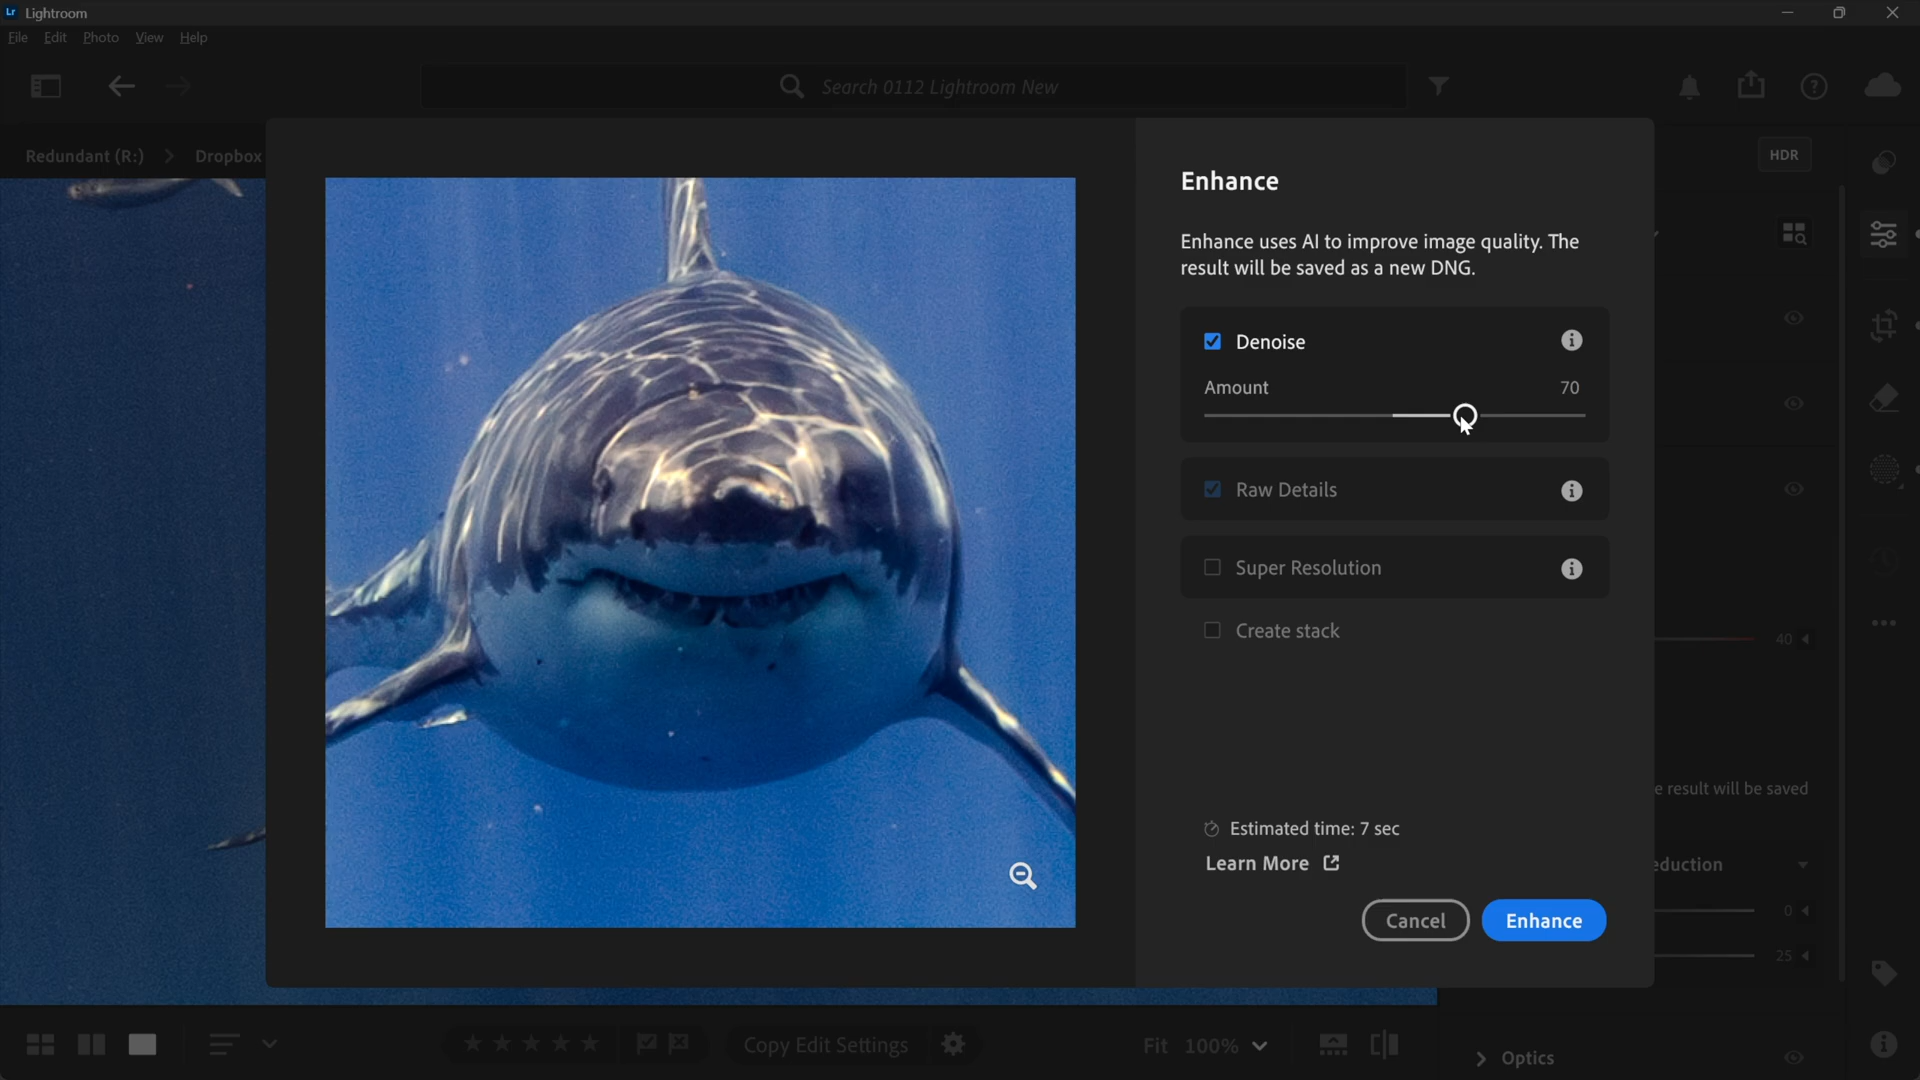 Lr Lightroom
File Edit Photo View Help
Search 0112 Lightroom New
Redundant (R:) > Dropbox
HDR
Enhance
Enhance uses AI to improve image quality. The
result will be saved as a new DNG.
Denoise
Amount 70
Raw Details
Super Resolution
Create stack
40
e result will be saved
Estimated time: 7 sec
Learn More
eduction
0
Cancel Enhance
25
Copy Edit Settings
Fit 100%
Optics